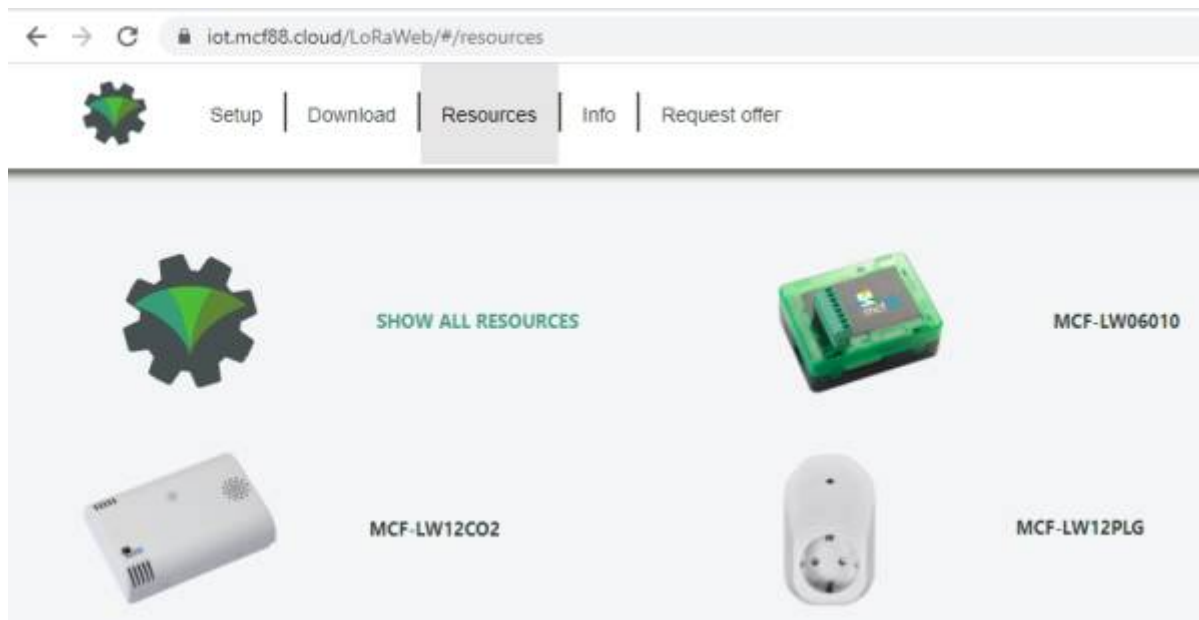 iot.mcf88.cloud/LoRaWeb/#/resources
Setup Download Resources Info Request offer
SHOW ALL RESOURCES
MCF-LW06010
MCF-LW12CO2
MCF-LW12PLG